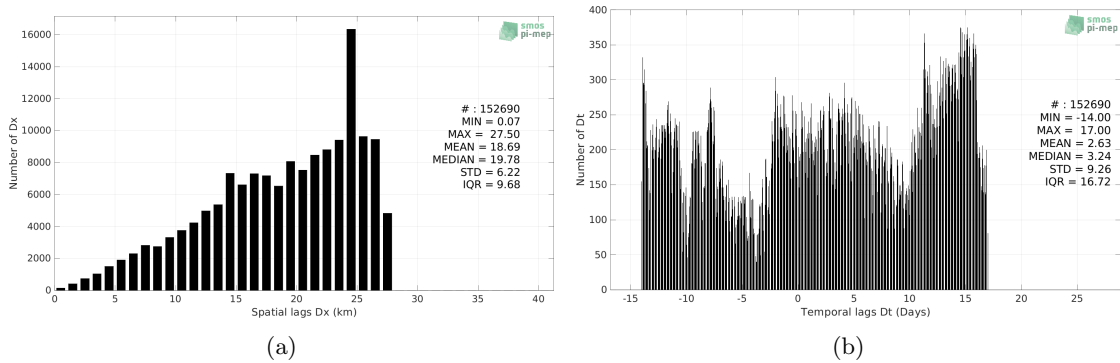 16000
14000
12000
10000
8000
6000
4000
2000
0
Number of Dx
0 5 10 15 20 25 30 35 40
Spatial lags Dx (km)
smos
pi-mep
# : 152690
MIN = 0.07
MAX = 27.50
MEAN = 18.69
MEDIAN = 19.78
STD = 6.22
IQR = 9.68
(a)
400
350
300
250
200
150
100
50
0
Number of Dt
-15 -10 -5 0 5 10 15 20 25
Temporal lags Dt (Days)
smos
pi-mep
# : 152690
MIN = -14.00
MAX = 17.00
MEAN = 2.63
MEDIAN = 3.24
STD = 9.26
IQR = 16.72
(b)